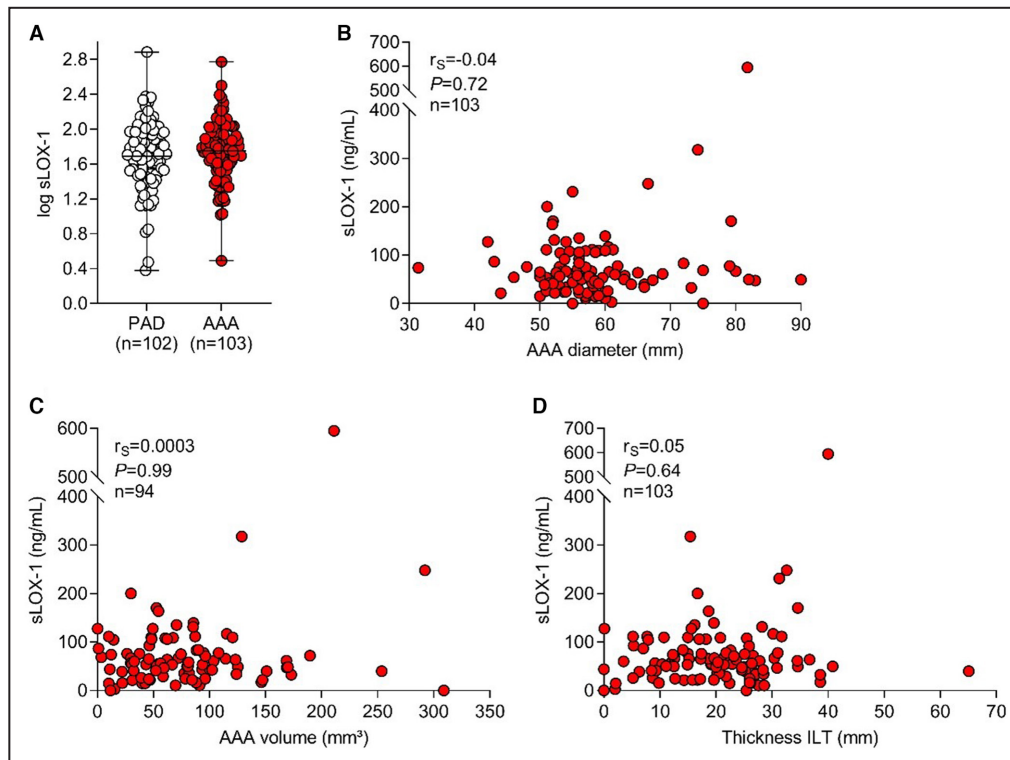 A
log sLOX-1
2.8
2.4
2.0
1.6
1.2
0.8
0.4
0.0
PAD
(n=102)
AAA
(n=103)
B
sLOX-1 (ng/mL)
700
600
500
400
300
200
100
0
rS=-0.04
P=0.72
n=103
30 40 50 60 70 80 90
AAA diameter (mm)
C
sLOX-1 (ng/mL)
600
500
400
300
200
100
0
rS=0.0003
P=0.99
n=94
0 50 100 150 200 250 300 350
AAA volume (mm³)
D
sLOX-1 (ng/mL)
700
600
500
400
300
200
100
0
rS=0.05
P=0.64
n=103
0 10 20 30 40 50 60 70
Thickness ILT (mm)